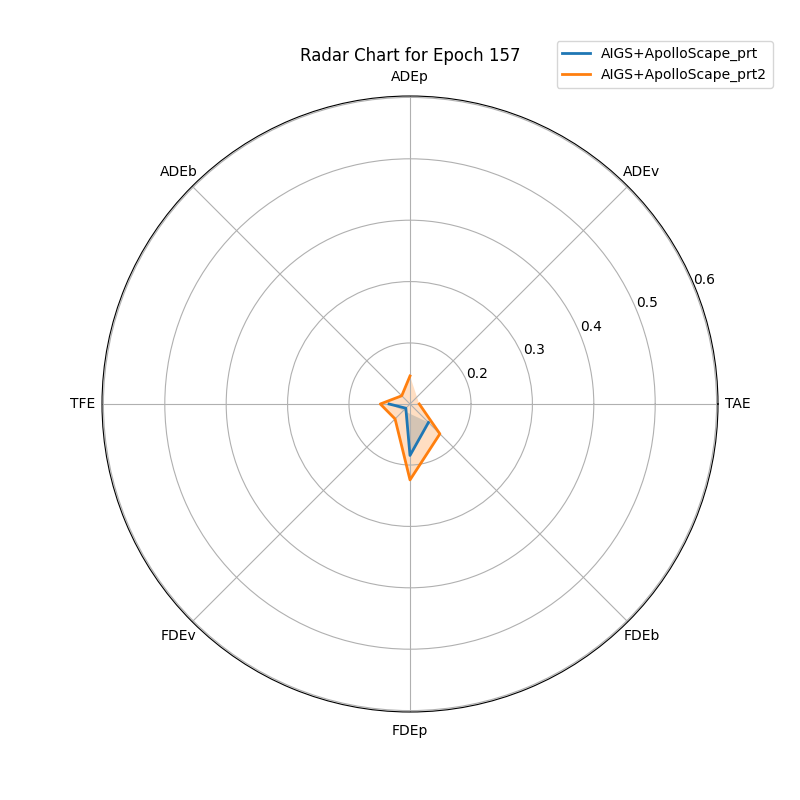 Radar Chart for Epoch 157
AIGS+ApolloScape_prt
AIGS+ApolloScape_prt2
ADEp
ADEb
ADEv
0.6
0.5
0.4
0.3
0.2
TFE
TAE
FDEv
FDEb
FDEp